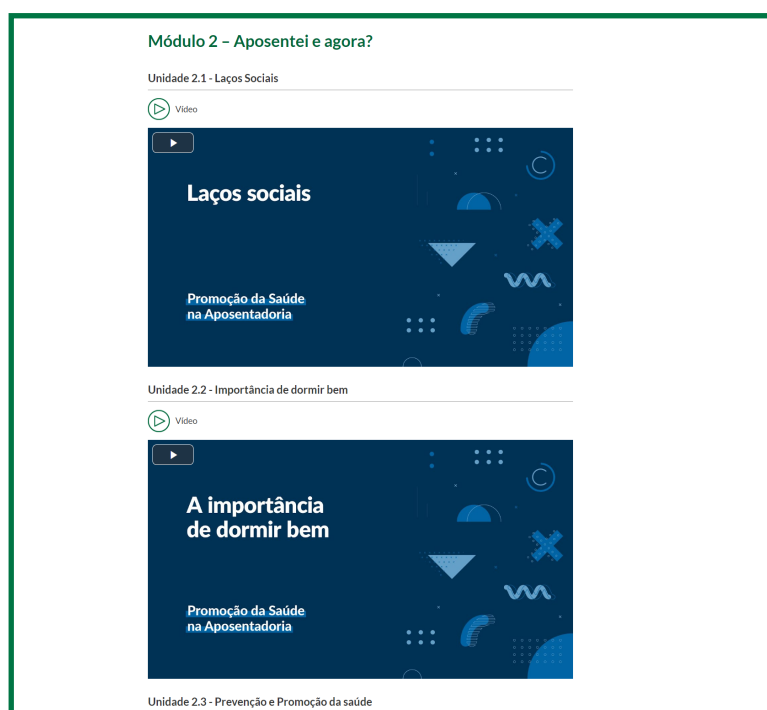 Módulo 2 – Aposentei e agora?
Unidade 2.1 - Laços Sociais
Vídeo
Laços sociais
Promoção da Saúde
na Aposentadoria
Unidade 2.2 - Importância de dormir bem
Vídeo
A importância
de dormir bem
Promoção da Saúde
na Aposentadoria
Unidade 2.3 - Prevenção e Promoção da saúde